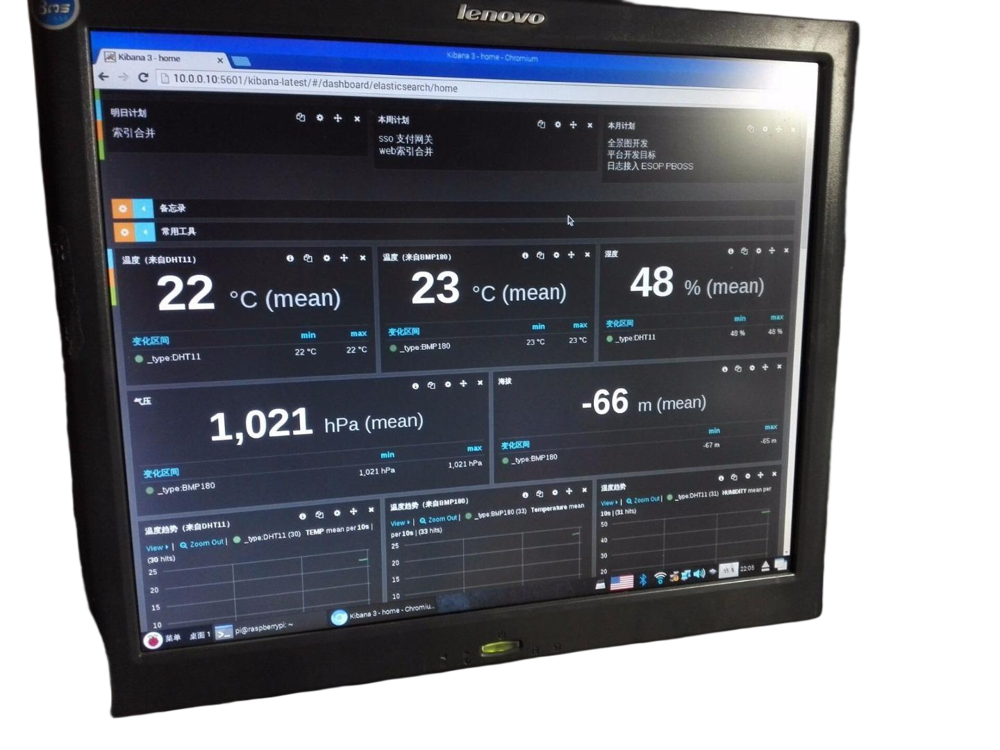 lenovo
Kibana 3 - home
Kibana 3 - home - Chromium
10.0.0.10:5601/kibana-latest/#/dashboard/elasticsearch/home
明日计划
索引合并
本周计划
sso 支付网关
web索引合并
本月计划
全景图开发
平台开发目标
日志接入 ESOP PBOSS
备忘录
常用工具
温度（来自DHT11）
22 °C (mean)
变化区间 min max
_type:DHT11 22 °C 22 °C
温度（来自BMP180）
23 °C (mean)
变化区间 min max
_type:BMP180 23 °C 23 °C
湿度
48 % (mean)
变化区间 min max
_type:DHT11 48 % 48 %
气压
1,021 hPa (mean)
变化区间 min max
_type:BMP180 1,021 hPa 1,021 hPa
海拔
-66 m (mean)
变化区间 min max
_type:BMP180 -67 m -65 m
温度趋势（来自DHT11）
View | Zoom Out | _type:DHT11 (30) TEMP mean per 10s |
(30 hits)
25
20
15
10
温度趋势（来自BMP180）
View | Zoom Out | _type:BMP180 (33) Temperature mean
per 10s | (33 hits)
25
20
15
10
湿度趋势
View | Zoom Out | _type:DHT11 (31) HUMIDITY mean per
10s | (31 hits)
50
40
30
20
菜单
桌面 1
pi@raspberrypi: ~
Kibana 3 - home - Chromiu...
22:05